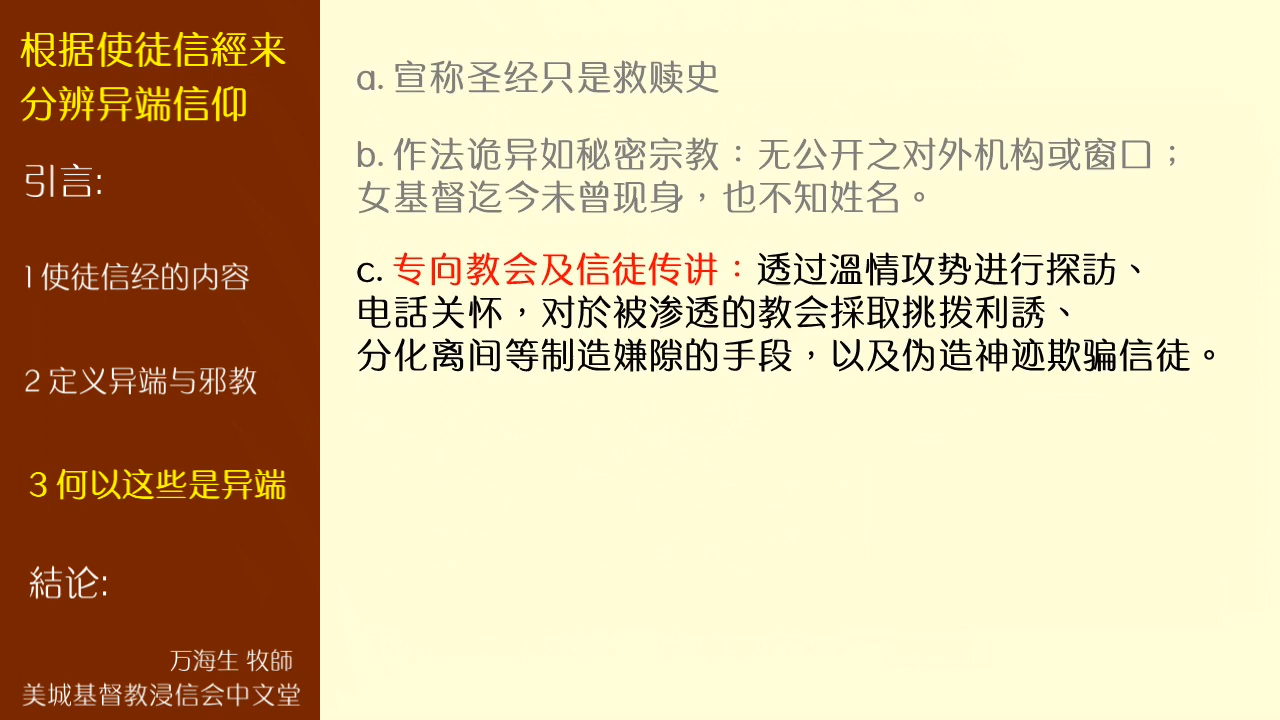 根据使徒信經来
分辨异端信仰
引言:
1 使徒信经的内容
2 定义异端与邪教
3 何以这些是异端
結论:
万海生 牧師
美城基督教浸信会中文堂
a. 宣称圣经只是救赎史
b. 作法诡异如秘密宗教：无公开之对外机构或窗口；
女基督迄今未曾现身，也不知姓名。
c. 专向教会及信徒传讲：透过溫情攻势进行探訪、
电話关怀，对於被渗透的教会採取挑拨利誘、
分化离间等制造嫌隙的手段，以及伪造神迹欺骗信徒。